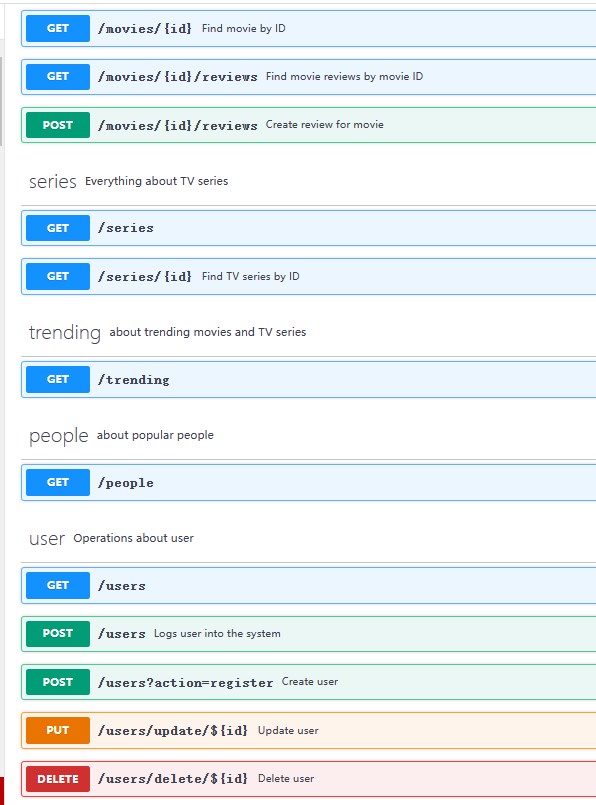 GET /movies/{id} Find movie by ID
GET /movies/{id}/reviews Find movie reviews by movie ID
POST /movies/{id}/reviews Create review for movie
series Everything about TV series
GET /series
GET /series/{id} Find TV series by ID
trending about trending movies and TV series
GET /trending
people about popular people
GET /people
user Operations about user
GET /users
POST /users Logs user into the system
POST /users?action=register Create user
PUT /users/update/${id} Update user
DELETE /users/delete/${id} Delete user